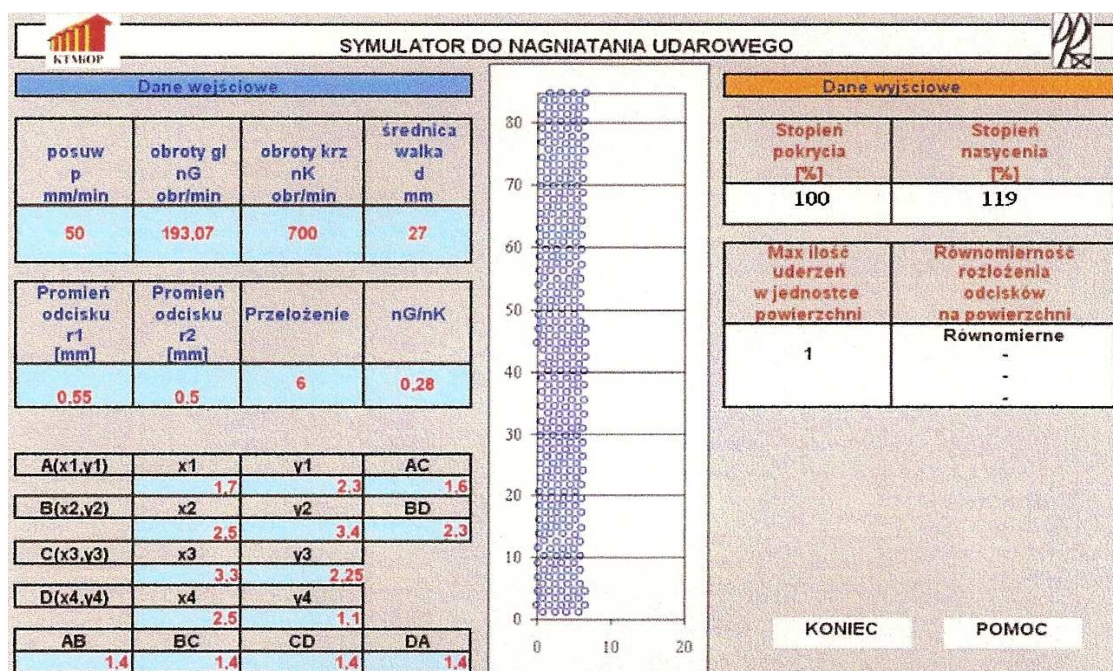 KTMiOP
SYMULATOR DO NAGNIATANIA UDAROWEGO
Dane wejściowe
posuw p mm/min
obroty gl nG obr/min
obroty krz nK obr/min
średnica walka d mm
50 193,07 700 27
Promień odcisku r1 [mm]
Promień odcisku r2 [mm]
Przelożenie
nG/nK
0,55 0,5 6 0,28
A(x1,y1) x1 y1 AC
1,7 2,3 1,6
B(x2,y2) x2 y2 BD
2,5 3,4 2,3
C(x3,y3) x3 y3
3,3 2,25
D(x4,y4) x4 y4
2,5 1,1
AB BC CD DA
1,4 1,4 1,4 1,4
80
70
60
50
40
30
20
10
0
0 10 20
Dane wyjściowe
Stopień pokrycia [%]
Stopień nasycenia [%]
100 119
Max ilość uderzeń w jednostce powierzchni
Równomierność rozlożenia odcisków na powierzchni
1
Równomierne
-
-
-
KONIEC POMOC